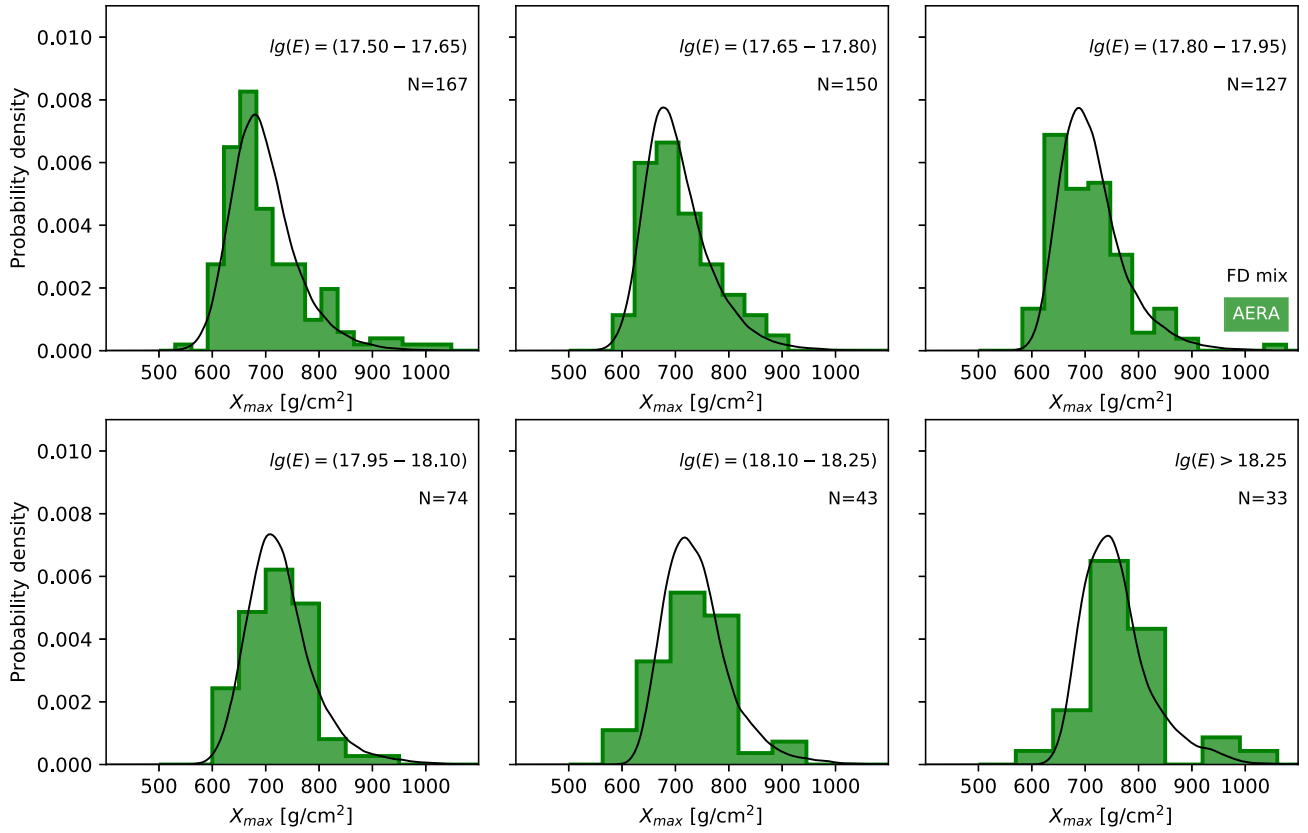 0.010
0.008
0.006
0.004
0.002
0.000
Probability density
lg(E) = (17.50 − 17.65)
N=167
500 600 700 800 900 1000
X_max [g/cm²]
lg(E) = (17.65 − 17.80)
N=150
500 600 700 800 900 1000
X_max [g/cm²]
lg(E) = (17.80 − 17.95)
N=127
FD mix
AERA
500 600 700 800 900 1000
X_max [g/cm²]
0.010
0.008
0.006
0.004
0.002
0.000
Probability density
lg(E) = (17.95 − 18.10)
N=74
500 600 700 800 900 1000
X_max [g/cm²]
lg(E) = (18.10 − 18.25)
N=43
500 600 700 800 900 1000
X_max [g/cm²]
lg(E) > 18.25
N=33
500 600 700 800 900 1000
X_max [g/cm²]